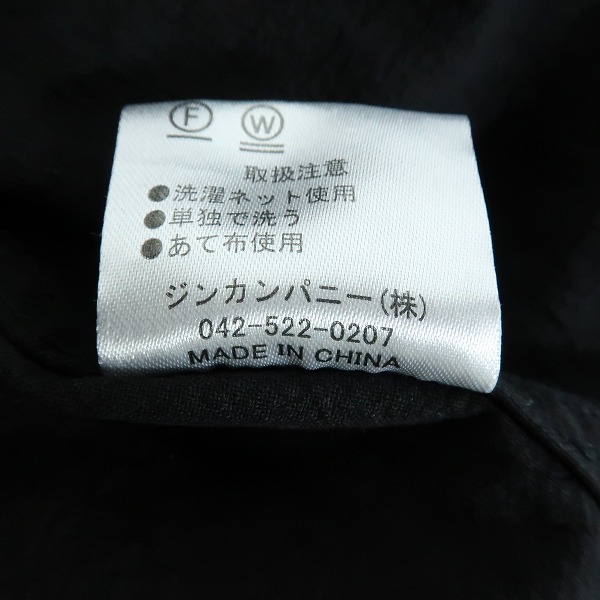 F W
取扱注意
●洗濯ネット使用
●単独で洗う
●あて布使用
ジンカンパニー(株)
042-522-0207
MADE IN CHINA